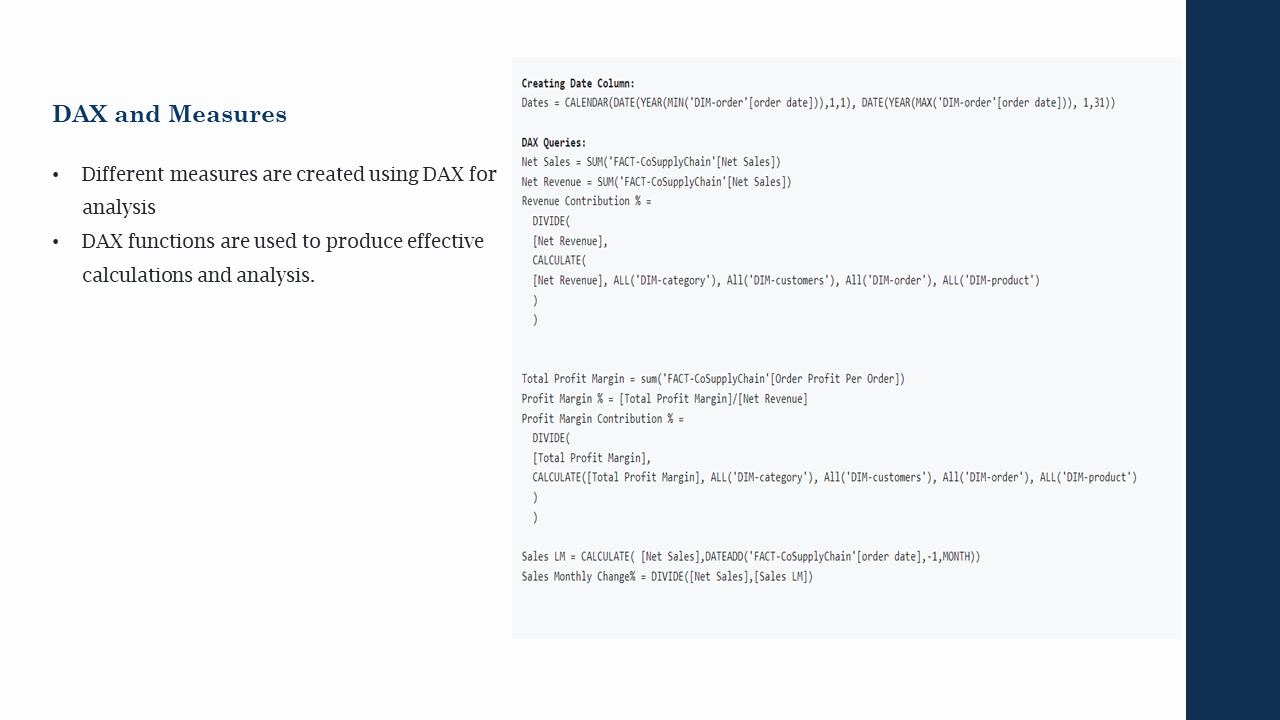 DAX and Measures
• Different measures are created using DAX for
analysis
• DAX functions are used to produce effective
calculations and analysis.
Creating Date Column:
Dates = CALENDAR(DATE(YEAR(MIN('DIM-order'[order date])),1,1), DATE(YEAR(MAX('DIM-order'[order date])), 1,31))
DAX Queries:
Net Sales = SUM('FACT-CoSupplyChain'[Net Sales])
Net Revenue = SUM('FACT-CoSupplyChain'[Net Sales])
Revenue Contribution % =
DIVIDE(
[Net Revenue],
CALCULATE(
[Net Revenue], ALL('DIM-category'), All('DIM-customers'), All('DIM-order'), ALL('DIM-product')
)
)
Total Profit Margin = sum('FACT-CoSupplyChain'[Order Profit Per Order])
Profit Margin % = [Total Profit Margin]/[Net Revenue]
Profit Margin Contribution % =
DIVIDE(
[Total Profit Margin],
CALCULATE([Total Profit Margin], ALL('DIM-category'), All('DIM-customers'), All('DIM-order'), ALL('DIM-product')
)
)
Sales LM = CALCULATE( [Net Sales],DATEADD('FACT-CoSupplyChain'[order date],-1,MONTH))
Sales Monthly Change% = DIVIDE([Net Sales],[Sales LM])